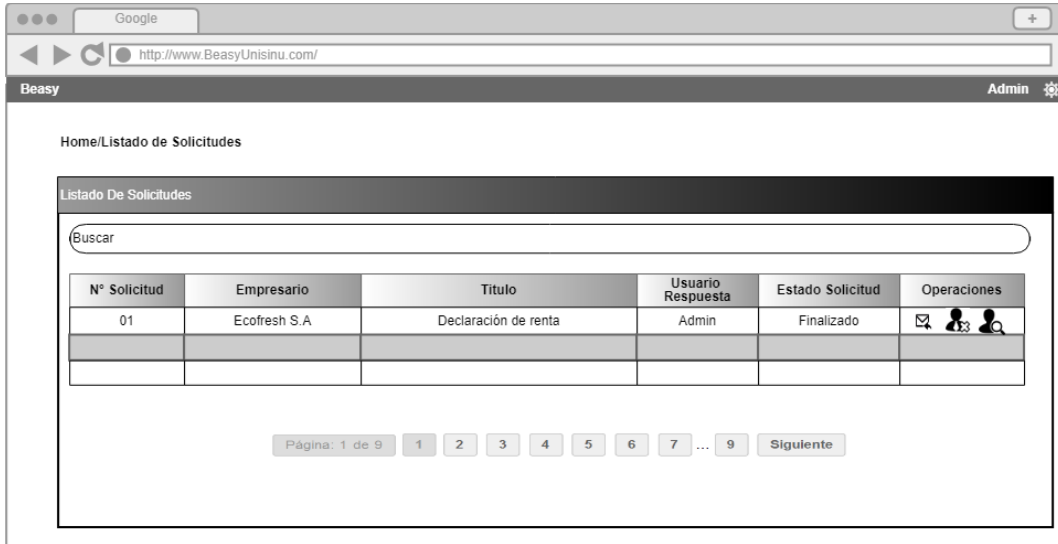 Google
+
http://www.BeasyUnisinu.com/
Beasy Admin
Home/Listado de Solicitudes
Listado De Solicitudes
Buscar
N° Solicitud Empresario Titulo Usuario Respuesta Estado Solicitud Operaciones
01 Ecofresh S.A Declaración de renta Admin Finalizado
Página: 1 de 9 1 2 3 4 5 6 7 ... 9 Siguiente